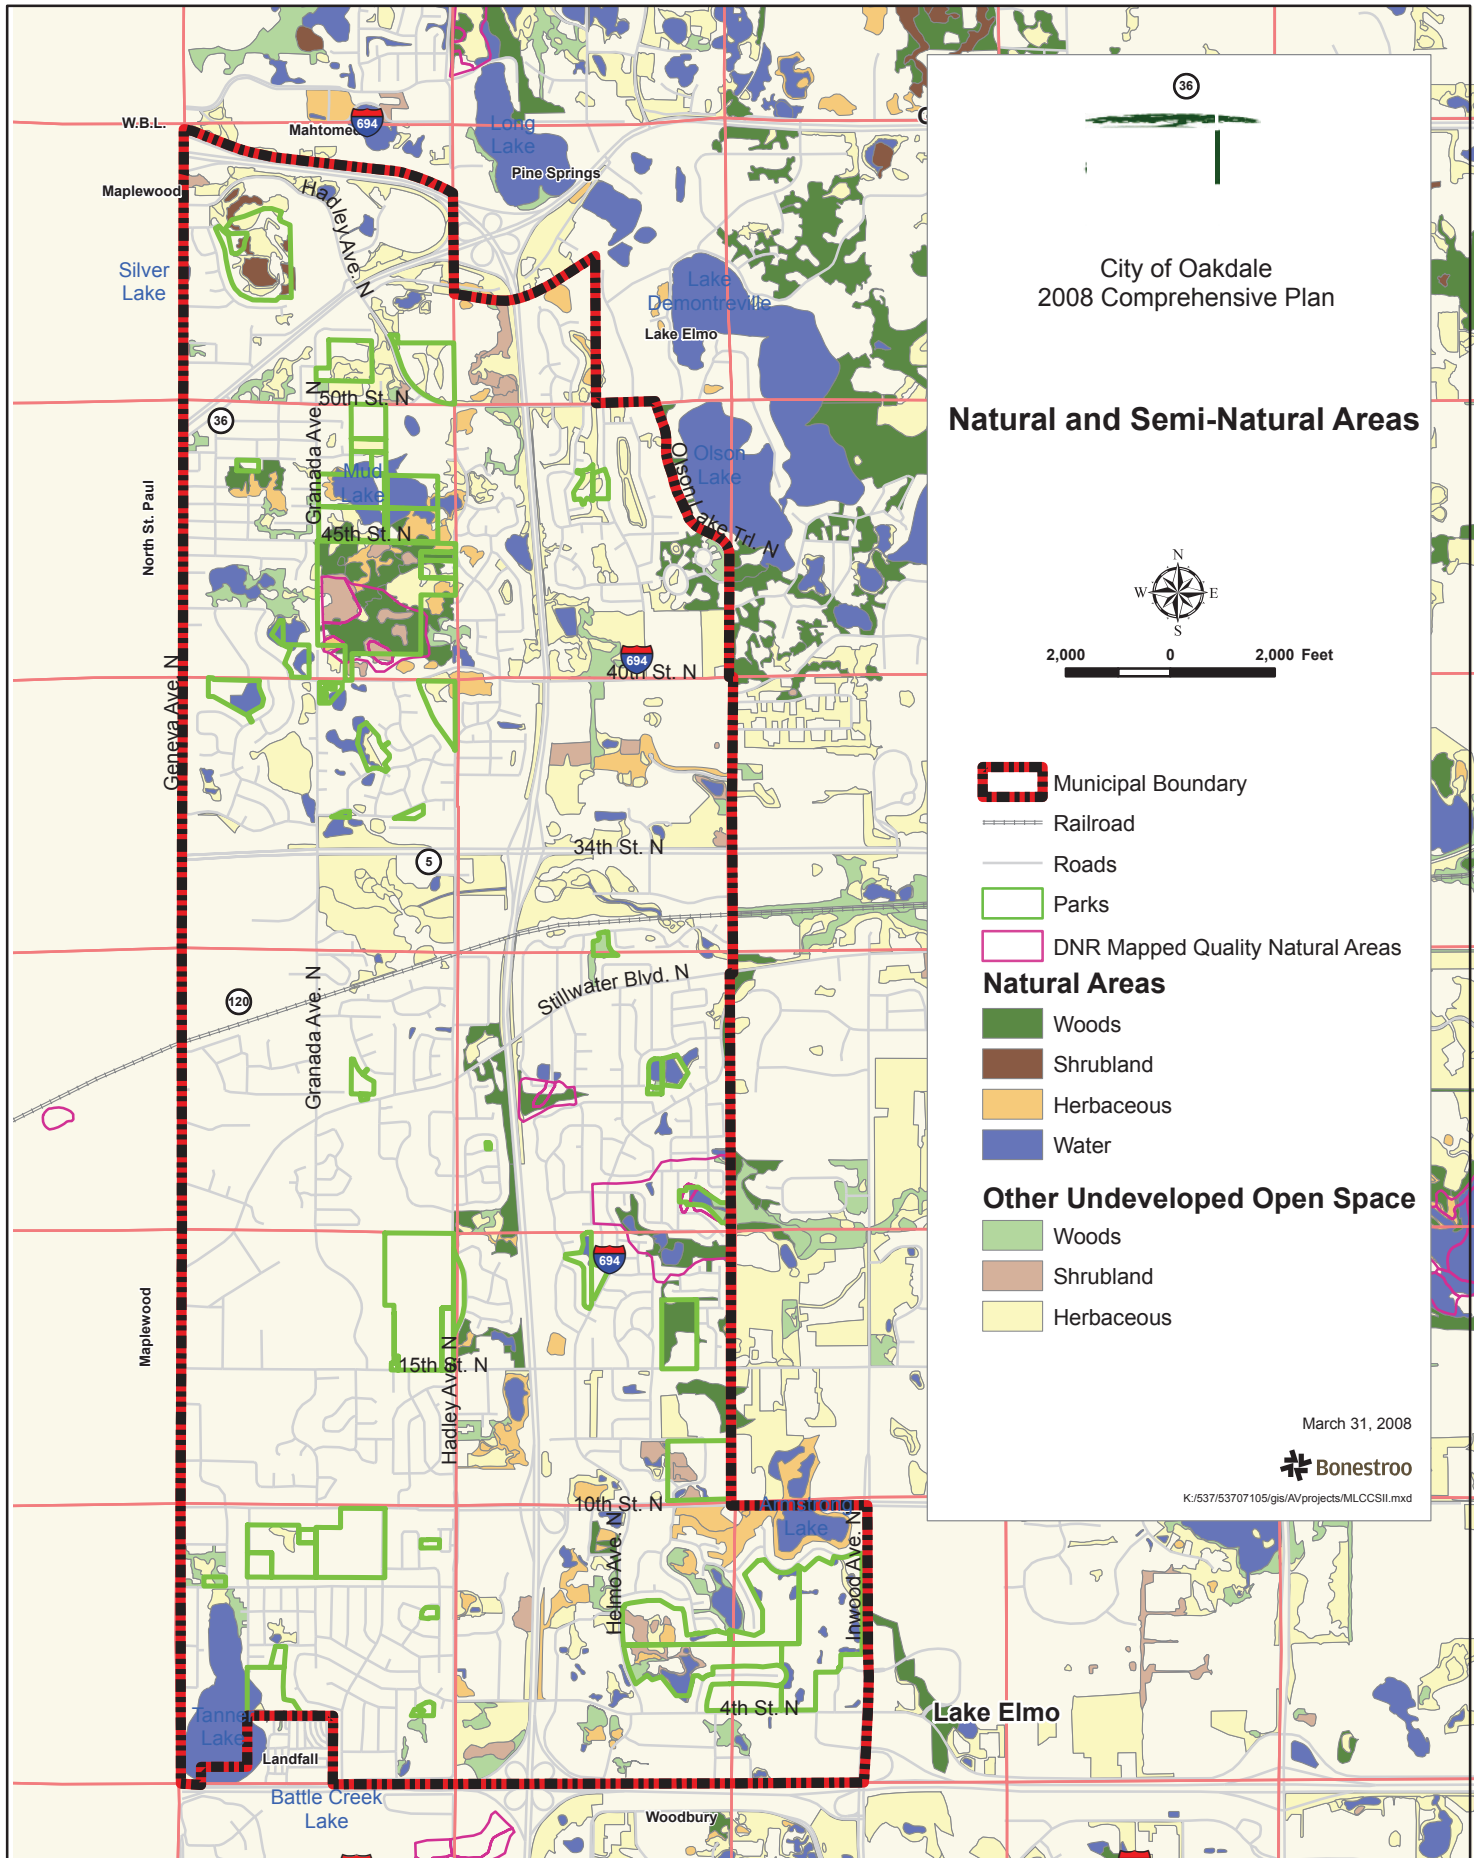 W.B.L.
Mahtomedi
694
Long
Lake
Pine Springs
Maplewood
Hadley Ave. N
Silver
Lake
Lake
Demontreville
Lake Elmo
50th St. N
Granada Ave. N
36
Mud
Lake
Olson
Lake
Olson Lake Trl. N
North St. Paul
45th St. N
694
40th St. N
Geneva Ave. N
34th St. N
5
Stillwater Blvd. N
120
Granada Ave. N
694
Maplewood
15th St. N
Hadley Ave. N
10th St. N
Armstrong
Lake
Helmo Ave. N
Inwood Ave. N
4th St. N
Lake Elmo
Tanner
Lake
Landfall
Battle Creek
Lake
Woodbury
36
City of Oakdale
2008 Comprehensive Plan
Natural and Semi-Natural Areas
N
W E
S
2,000 0 2,000 Feet
Municipal Boundary
Railroad
Roads
Parks
DNR Mapped Quality Natural Areas
Natural Areas
Woods
Shrubland
Herbaceous
Water
Other Undeveloped Open Space
Woods
Shrubland
Herbaceous
March 31, 2008
Bonestroo
K:/537/53707105/gis/AVprojects/MLCCSII.mxd